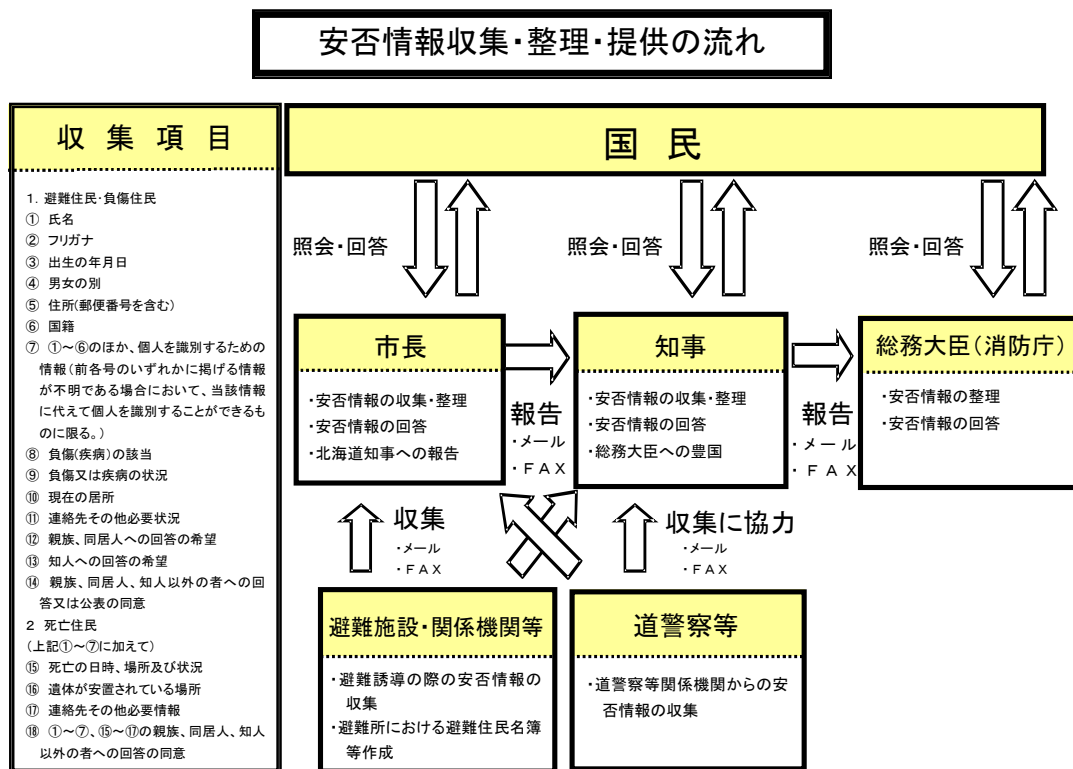 安否情報収集・整理・提供の流れ
収集項目
1. 避難住民・負傷住民
① 氏名
② フリガナ
③ 出生の年月日
④ 男女の別
⑤ 住所(郵便番号を含む)
⑥ 国籍
⑦ ①~⑥のほか、個人を識別するための
情報(前各号のいずれかに掲げる情報
が不明である場合において、当該情報
に代えて個人を識別することができるも
のに限る。)
⑧ 負傷(疾病)の該当
⑨ 負傷又は疾病の状況
⑩ 現在の居所
⑪ 連絡先その他必要状況
⑫ 親族、同居人への回答の希望
⑬ 知人への回答の希望
⑭ 親族、同居人、知人以外の者への回
答又は公表の同意
2 死亡住民
(上記①~⑦に加えて)
⑮ 死亡の日時、場所及び状況
⑯ 遺体が安置されている場所
⑰ 連絡先その他必要情報
⑱ ①~⑦、⑮~⑰の親族、同居人、知人
以外の者への回答の同意
国民
照会・回答
照会・回答
照会・回答
市長
・安否情報の収集・整理
・安否情報の回答
・北海道知事への報告
報告
・メール
・FAX
知事
・安否情報の収集・整理
・安否情報の回答
・総務大臣への豊国
報告
・メール
・FAX
総務大臣(消防庁)
・安否情報の整理
・安否情報の回答
収集
・メール
・FAX
収集に協力
・メール
・FAX
避難施設・関係機関等
・避難誘導の際の安否情報の
収集
・避難所における避難住民名簿
等作成
道警察等
・道警察等関係機関からの安
否情報の収集